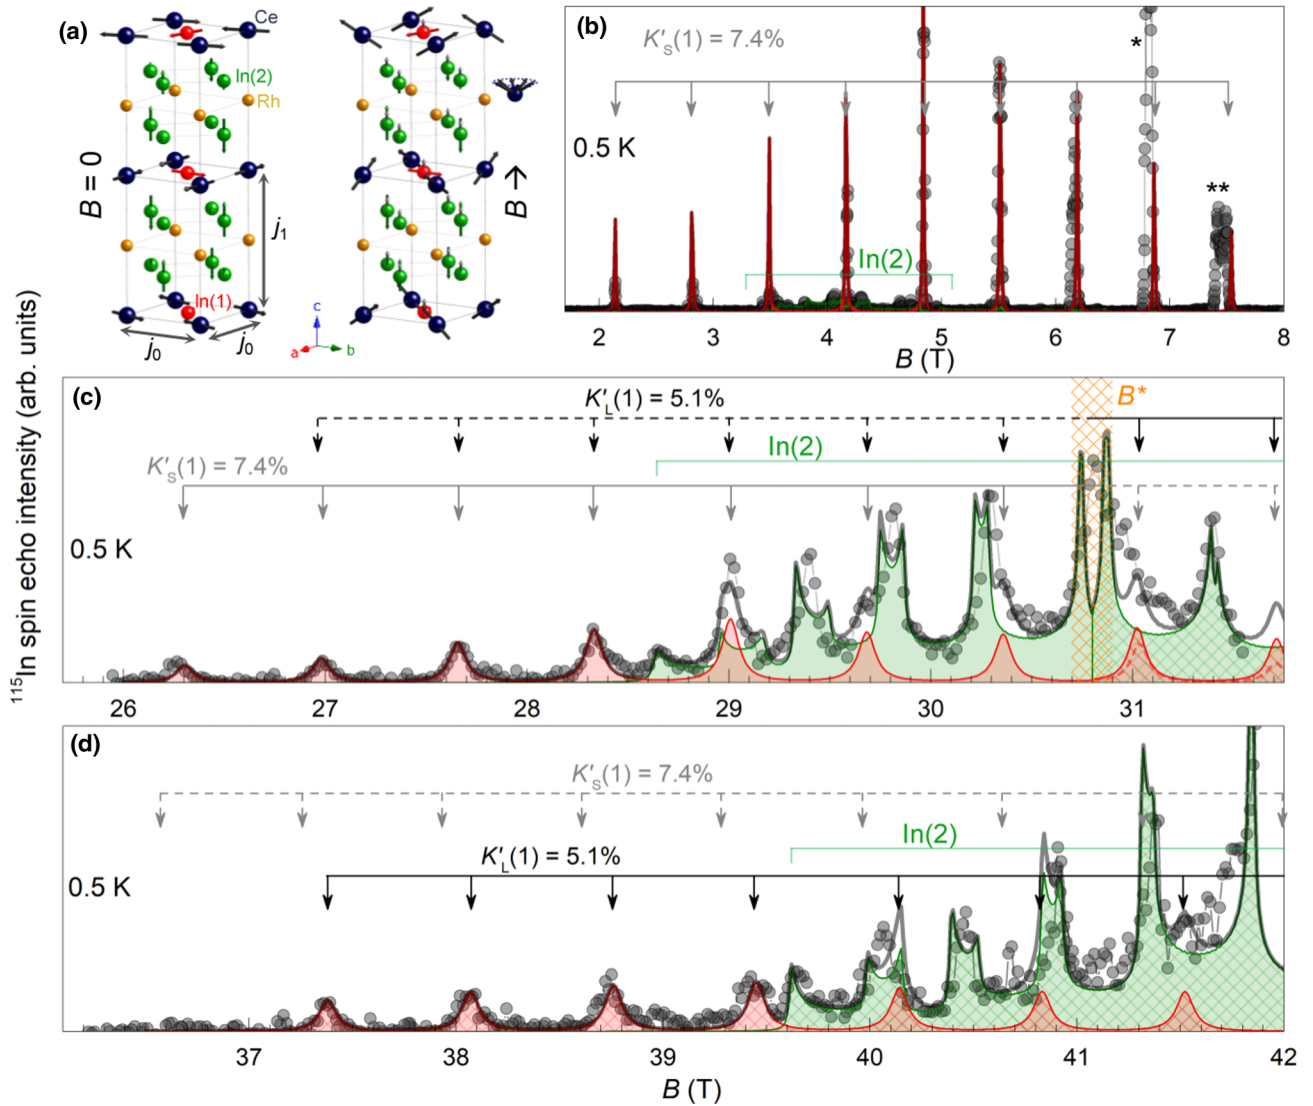 (a)
Ce
In(2)
Rh
B = 0
j₁
In(1)
j₀
j₀
B →
c
a
b
(b)
K′S(1) = 7.4%
*
0.5 K
**
In(2)
2 3 4 5 6 7 8
B (T)
¹¹⁵In spin echo intensity (arb. units)
(c)
K′L(1) = 5.1%
B*
In(2)
K′S(1) = 7.4%
0.5 K
26 27 28 29 30 31
(d)
K′S(1) = 7.4%
In(2)
K′L(1) = 5.1%
0.5 K
37 38 39 40 41 42
B (T)